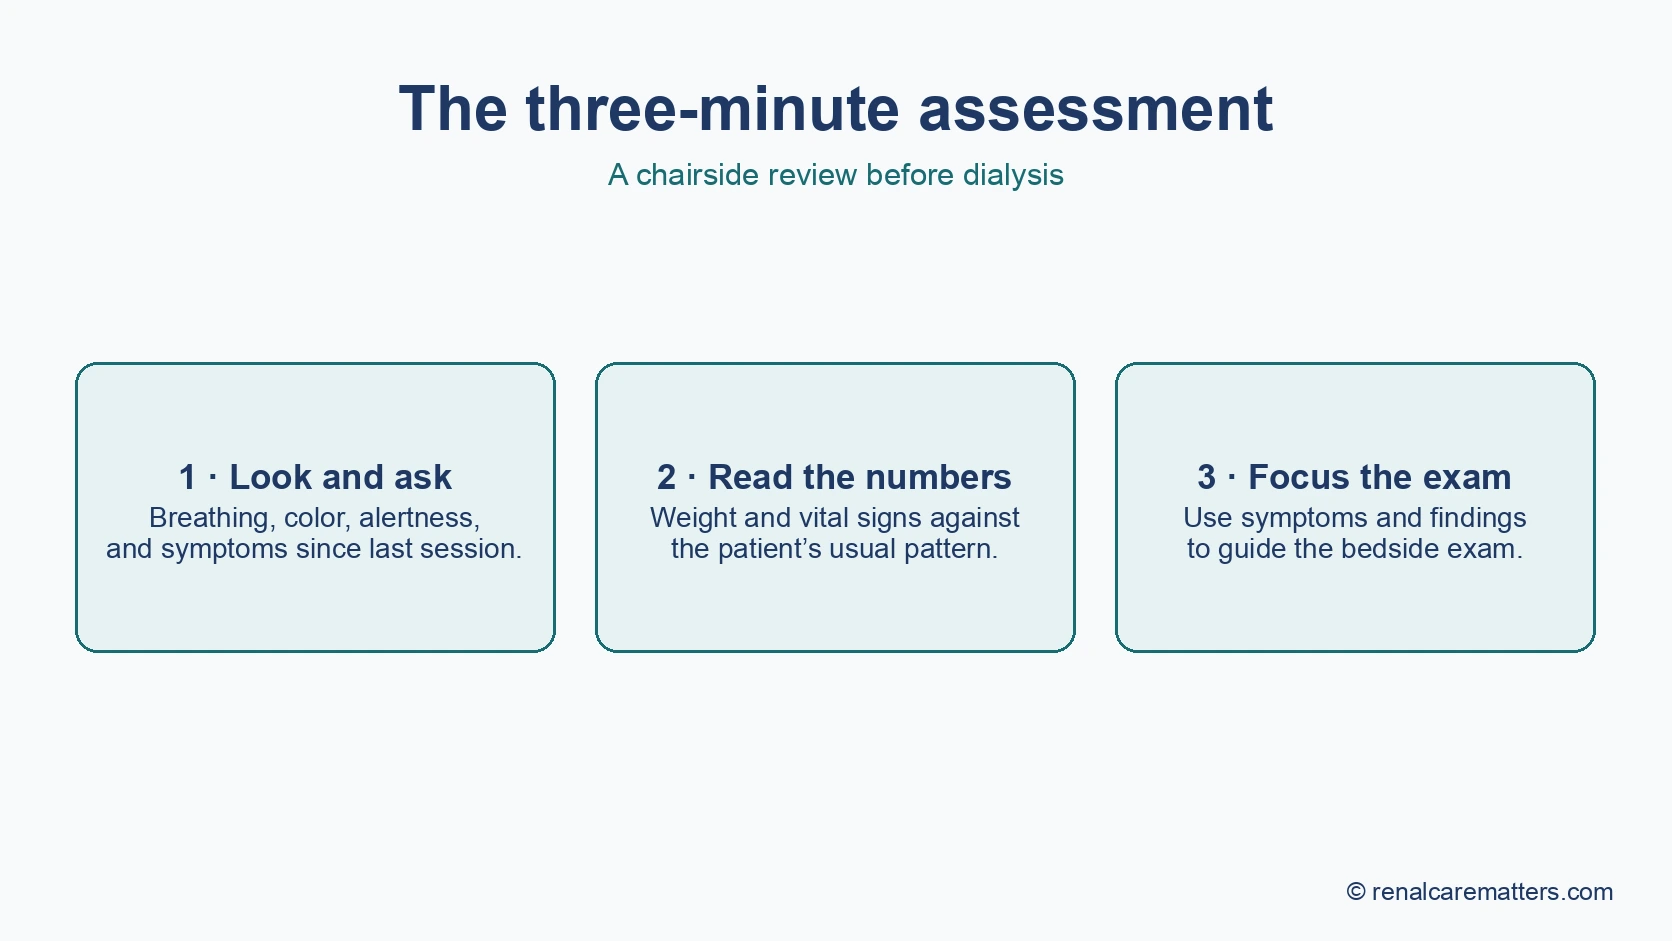 The three-minute assessment
A chairside review before dialysis
1 · Look and ask
Breathing, color, alertness,
and symptoms since last session.
2 · Read the numbers
Weight and vital signs against
the patient’s usual pattern.
3 · Focus the exam
Use symptoms and findings
to guide the bedside exam.
© renalcarematters.com